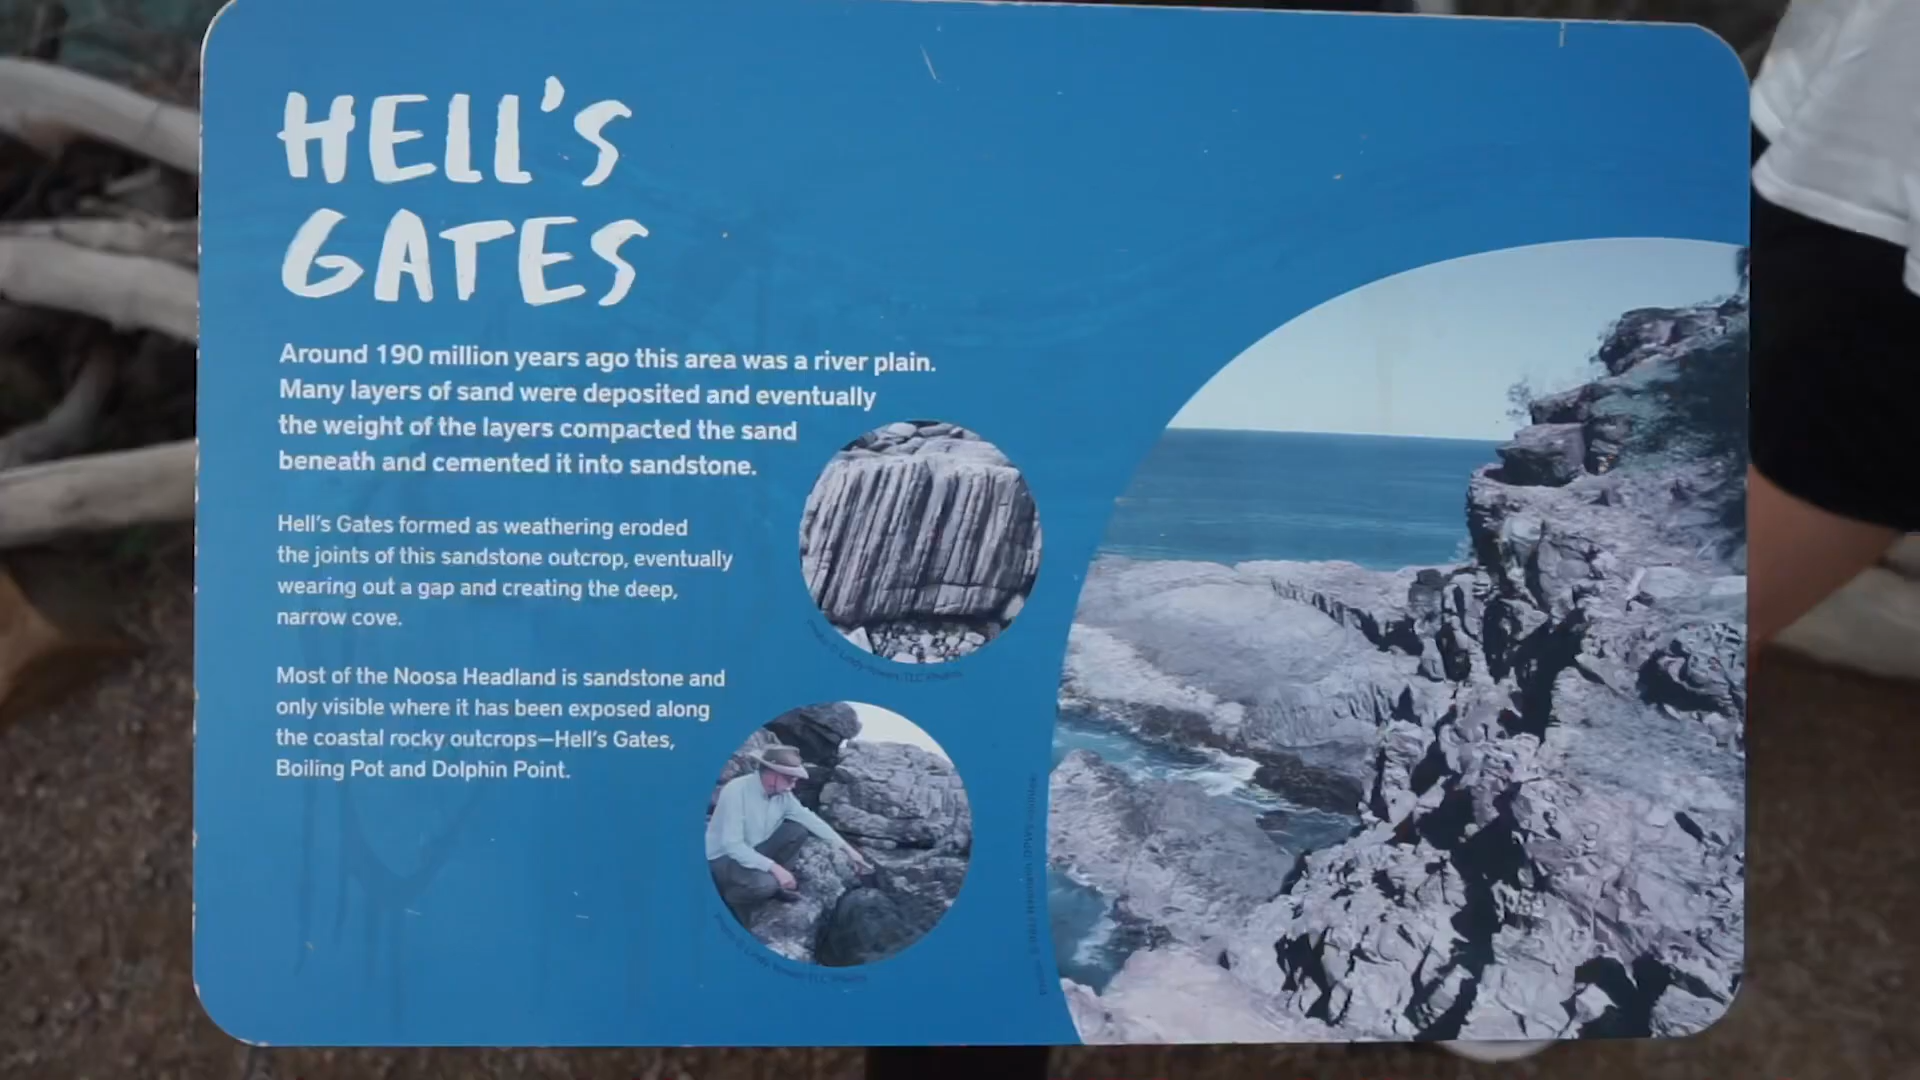 HELL'S
GATES
Around 190 million years ago this area was a river plain.
Many layers of sand were deposited and eventually
the weight of the layers compacted the sand
beneath and cemented it into sandstone.
Hell's Gates formed as weathering eroded
the joints of this sandstone outcrop, eventually
wearing out a gap and creating the deep,
narrow cove.
Most of the Noosa Headland is sandstone and
only visible where it has been exposed along
the coastal rocky outcrops—Hell's Gates,
Boiling Pot and Dolphin Point.